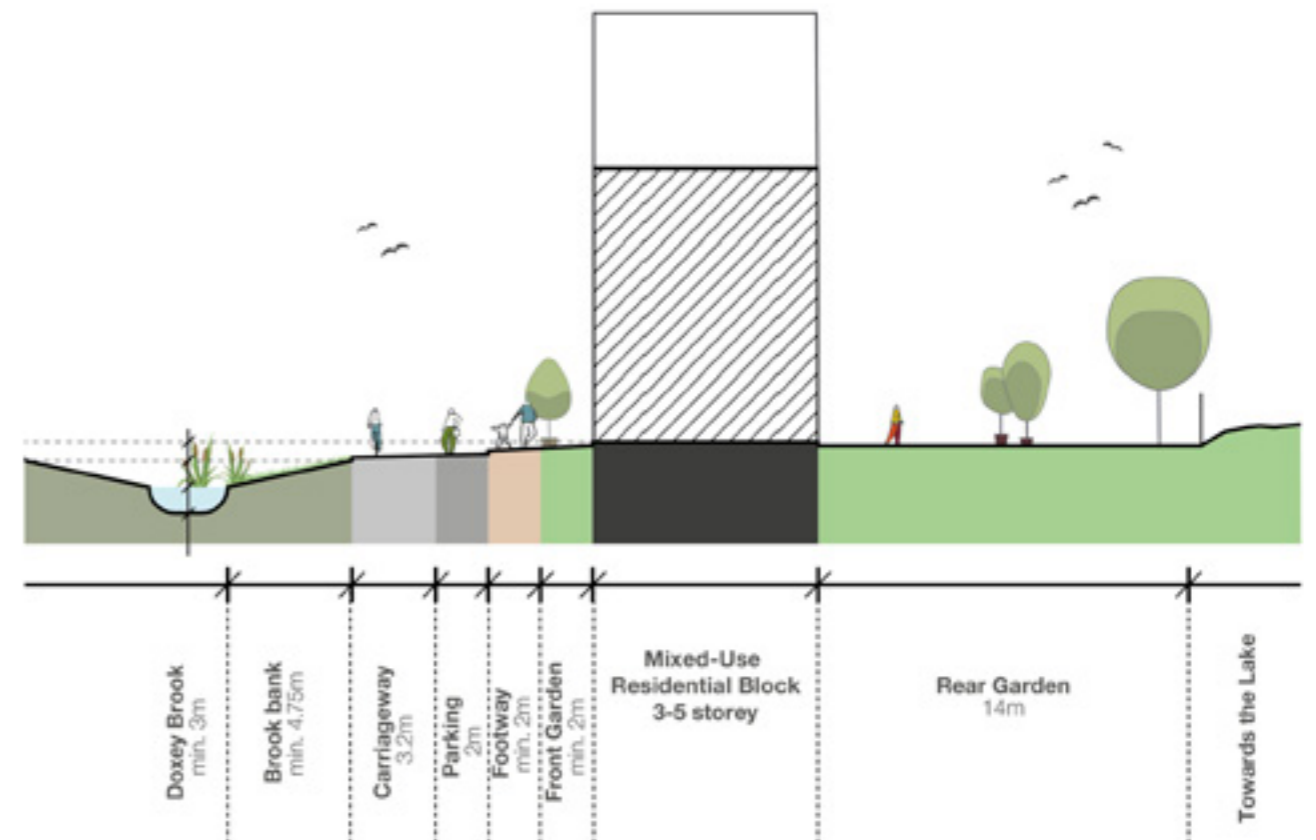 Doxey Brook
min. 3m
Brook bank
min. 4.75m
Carriageway
3.2m
Parking
2m
Footway
min. 2m
Front Garden
min. 2m
Mixed-Use
Residential Block
3-5 storey
Rear Garden
14m
Towards the Lake